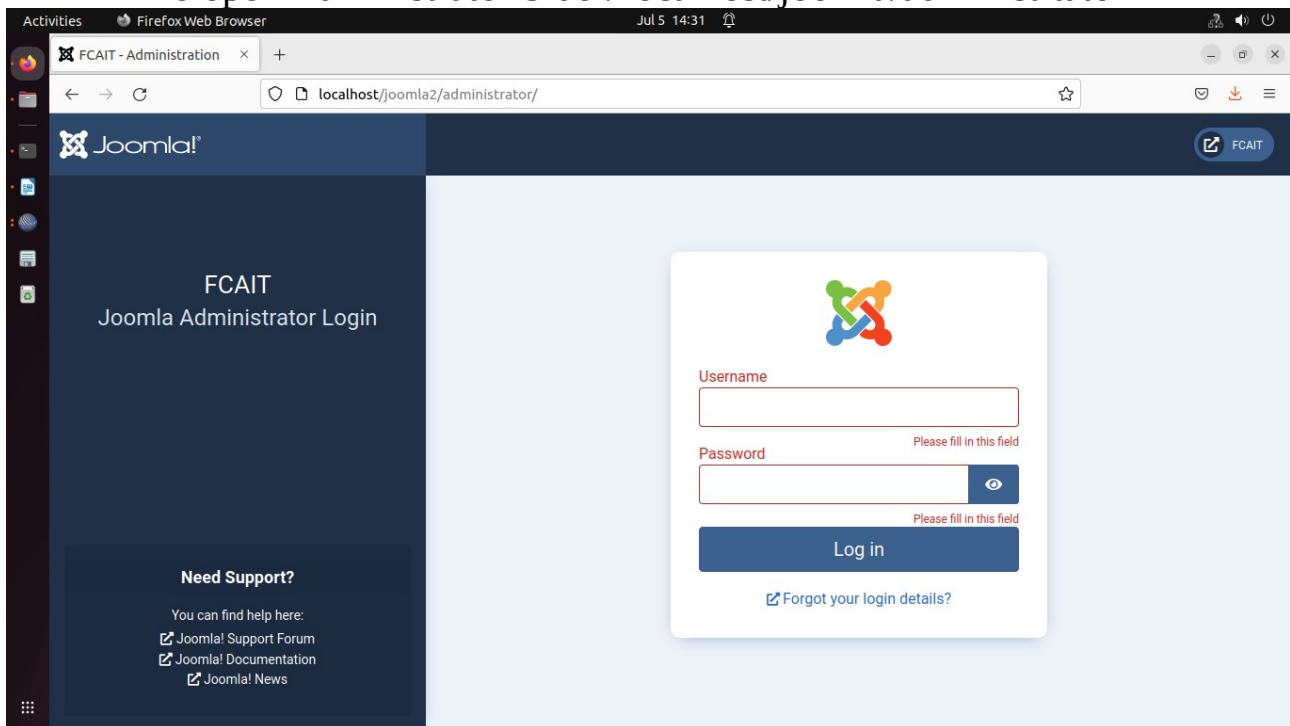 Activities Firefox Web Browser Jul 5 14:31
FCAIT - Administration × +
localhost/joomla2/administrator/
Joomla!®
FCAIT
FCAIT
Joomla Administrator Login
Username
Please fill in this field
Password
Please fill in this field
Log in
Forgot your login details?
Need Support?
You can find help here:
Joomla! Support Forum
Joomla! Documentation
Joomla! News